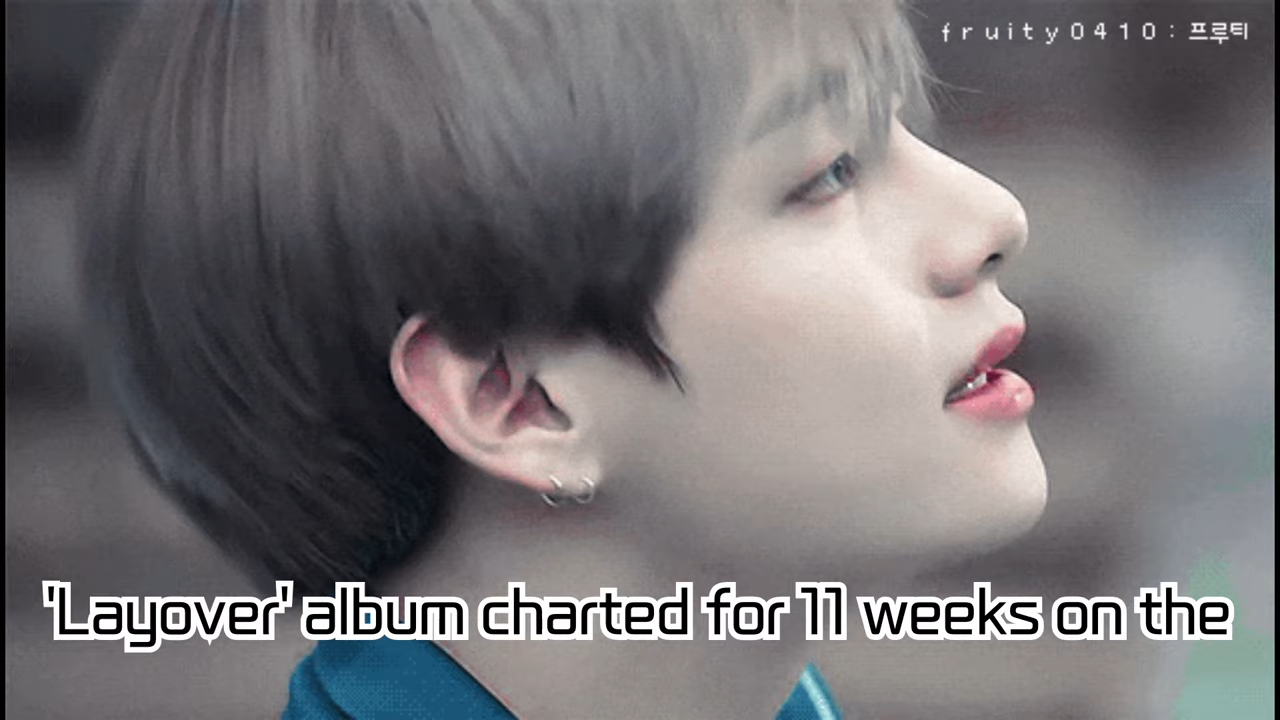 fruity0410:프루티
'Layover' album charted for 11 weeks on the